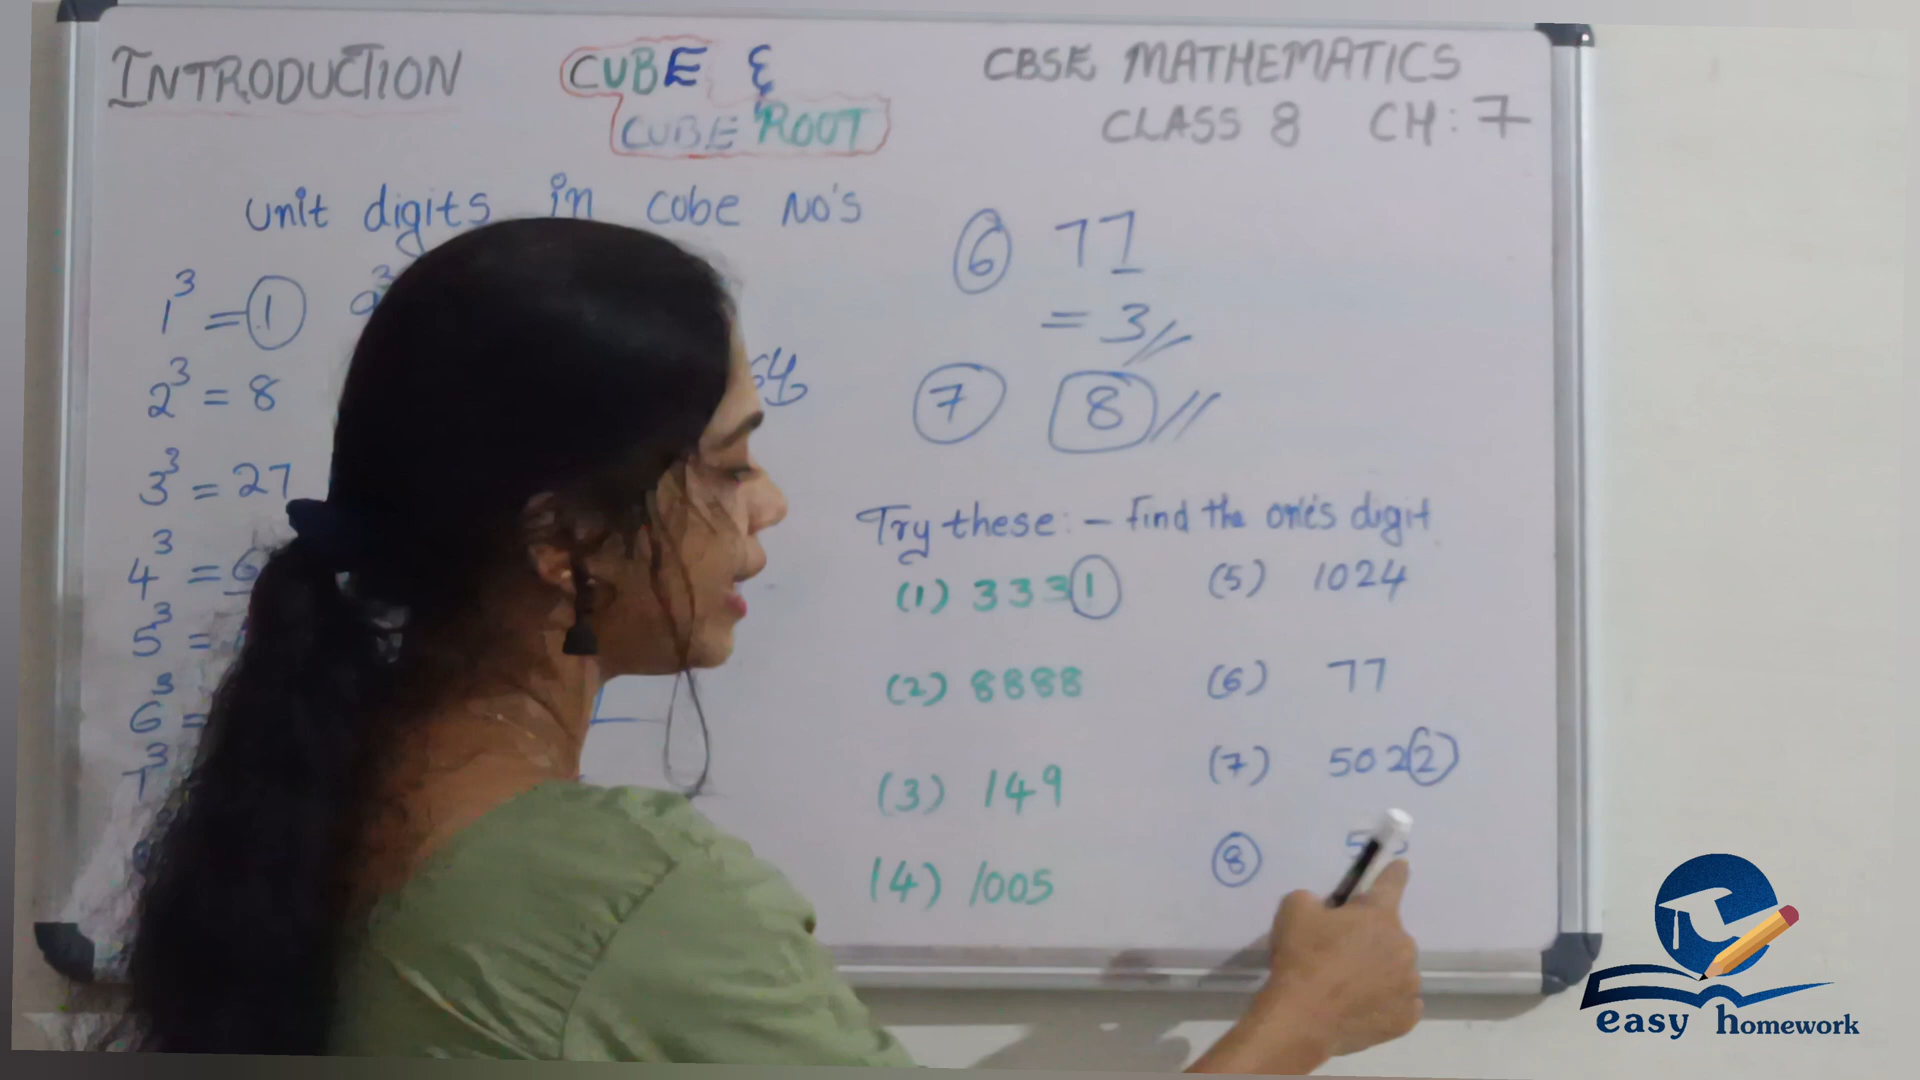 INTRODUCTION
CUBE &
CUBE ROOT
CBSE MATHEMATICS
CLASS 8 CH: 7
unit digits in cobe NO'S
1³ = 1
2³ = 8
3³ = 27
4³ = 6
5³ =
6³ =
7³
64
6 77
= 3
7 8
Try these:- Find the one's digit
(1) 3331
(2) 8888
(3) 149
(4) 1005
(5) 1024
(6) 77
(7) 5022
8
easy homework